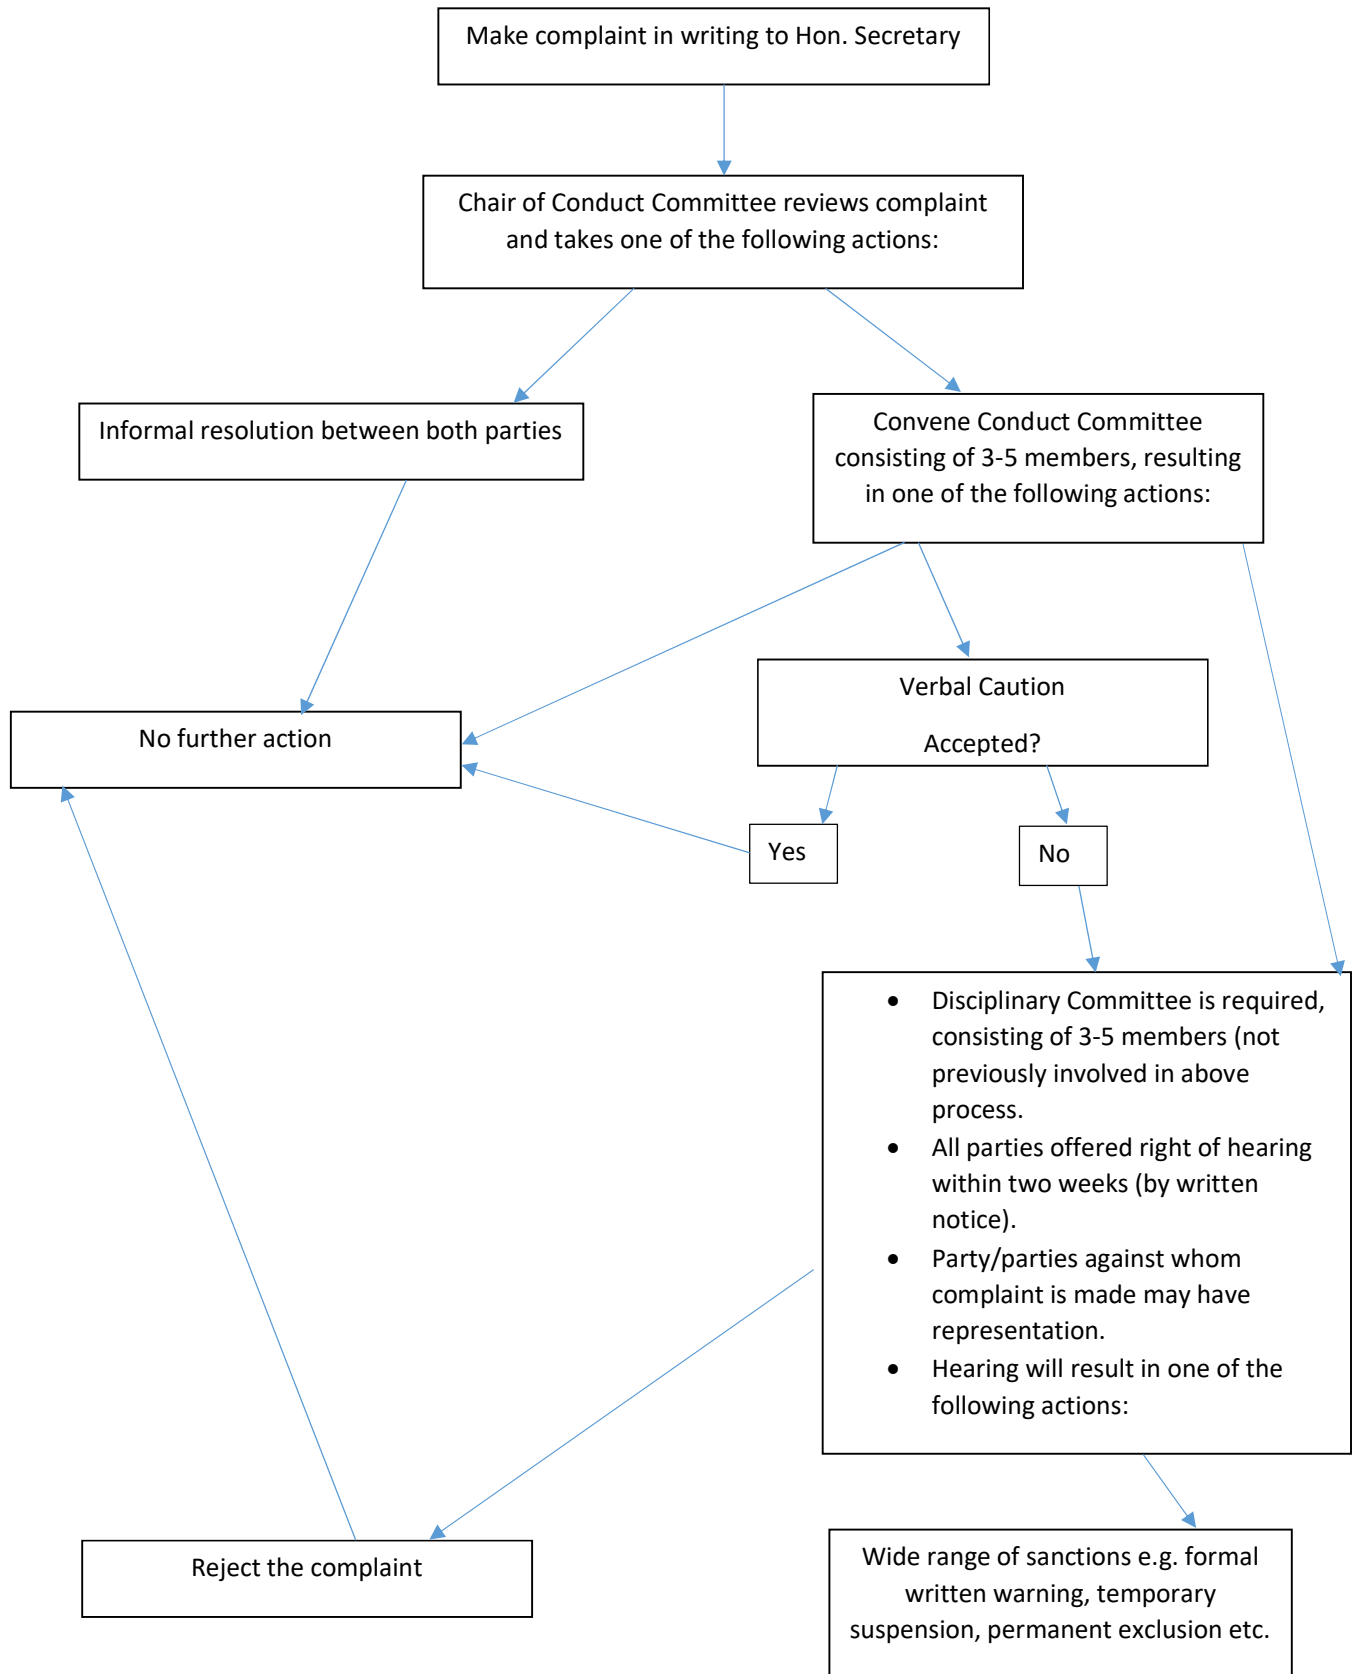 Make complaint in writing to Hon. Secretary
Chair of Conduct Committee reviews complaint
and takes one of the following actions:
Informal resolution between both parties
Convene Conduct Committee
consisting of 3-5 members, resulting
in one of the following actions:
Verbal Caution
Accepted?
No further action
Yes
No
• Disciplinary Committee is required,
consisting of 3-5 members (not
previously involved in above
process.
• All parties offered right of hearing
within two weeks (by written
notice).
• Party/parties against whom
complaint is made may have
representation.
• Hearing will result in one of the
following actions:
Reject the complaint
Wide range of sanctions e.g. formal
written warning, temporary
suspension, permanent exclusion etc.